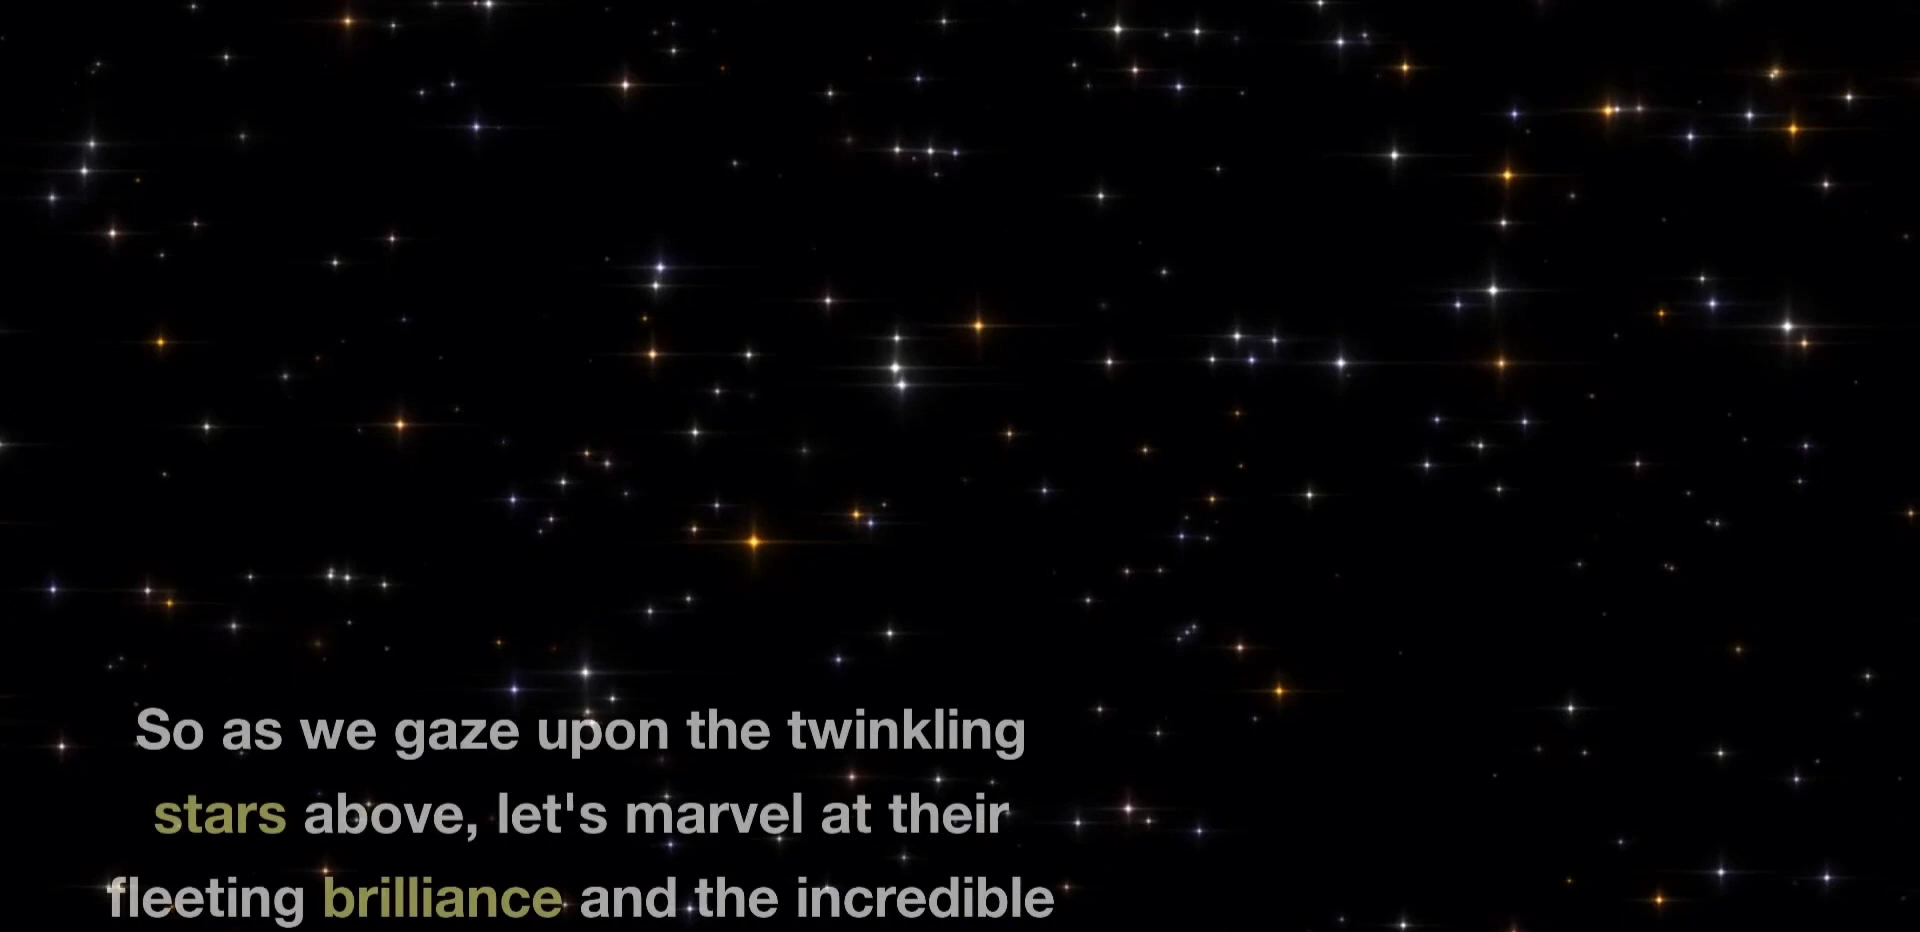 So as we gaze upon the twinkling
stars above, let's marvel at their
fleeting brilliance and the incredible